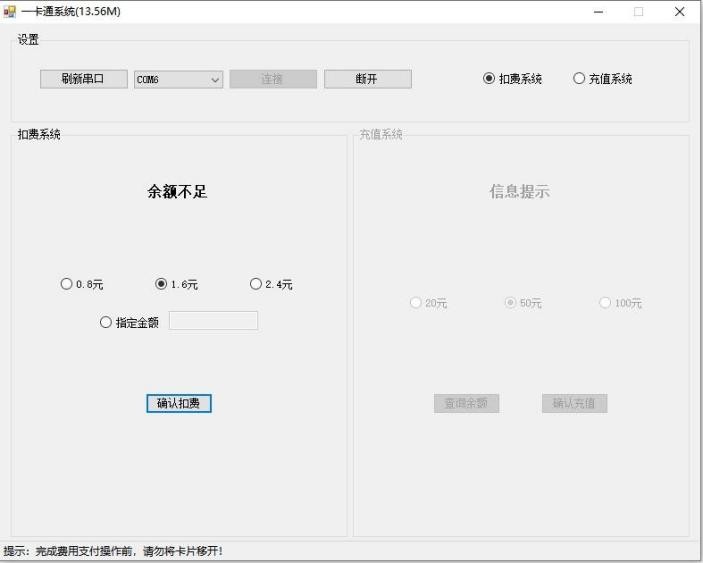 一卡通系统(13.56M)
设置
刷新串口 COM6 连接 断开 扣费系统 充值系统
扣费系统 充值系统
余额不足 信息提示
0.8元 1.6元 2.4元
20元 50元 100元
指定金额
确认扣费 查询余额 确认充值
提示：完成费用支付操作前，请勿将卡片移开！